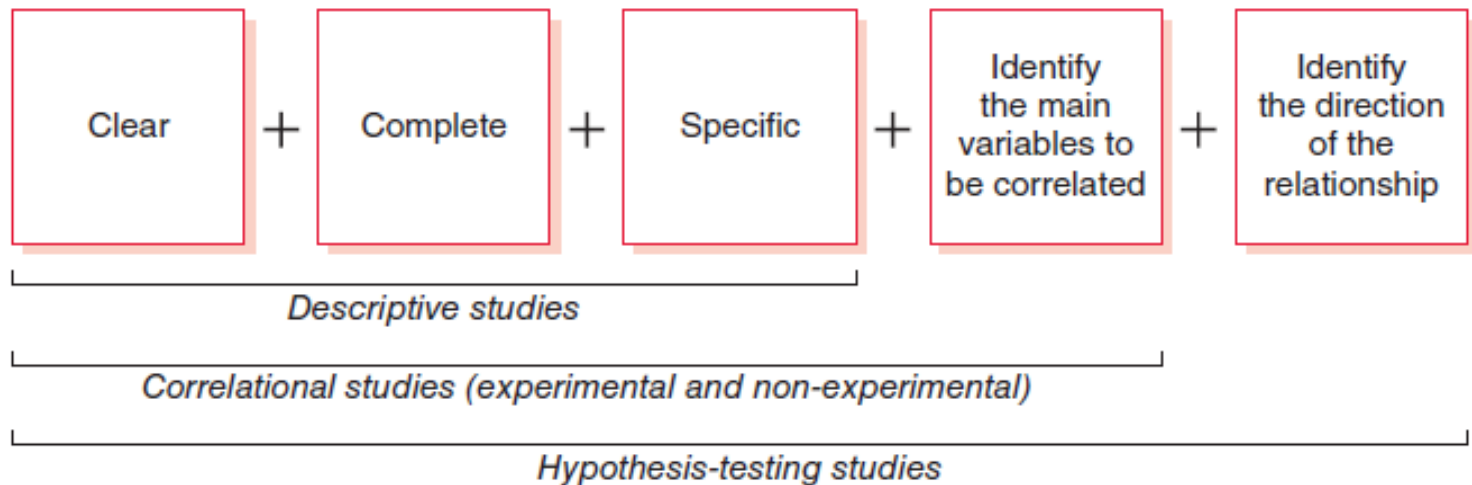 Clear
+
Complete
+
Specific
+
Identify
the main
variables to
be correlated
+
Identify
the direction
of the
relationship
Descriptive studies
Correlational studies (experimental and non-experimental)
Hypothesis-testing studies